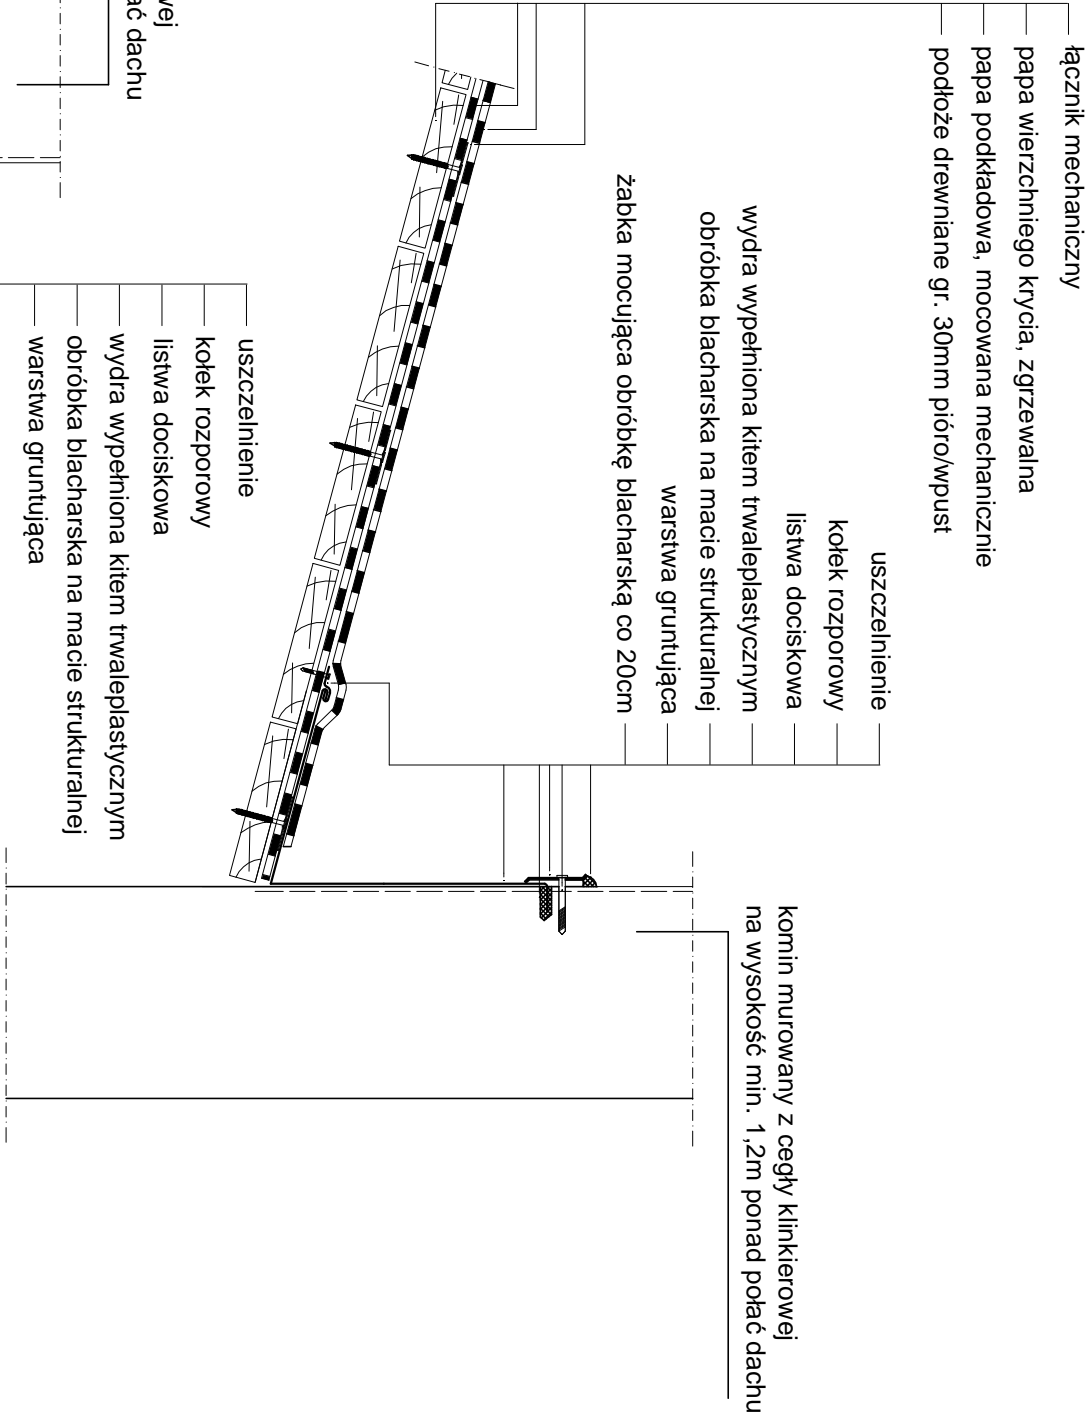 łącznik mechaniczny
papa wierzchniego krycia, zgrzewalna
papa podkładowa, mocowana mechanicznie
podłoże drewniane gr. 30mm pióro/wpust
uszczelnienie
kołek rozporowy
listwa dociskowa
wydra wypełniona kitem trwaleplastycznym
obróbka blacharska na macie strukturalnej
warstwa gruntująca
żabka mocująca obróbkę blacharską co 20cm
komin murowany z cegły klinkierowej
na wysokość min. 1,2m ponad połać dachu
wej
ać dachu
uszczelnienie
kołek rozporowy
listwa dociskowa
wydra wypełniona kitem trwaleplastycznym
obróbka blacharska na macie strukturalnej
warstwa gruntująca